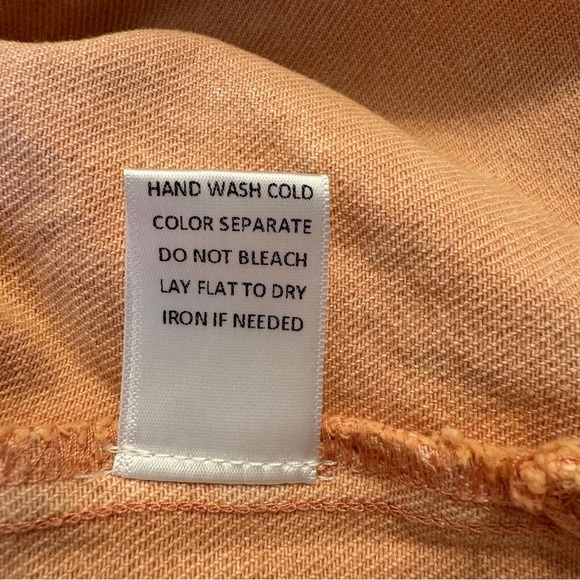 HAND WASH COLD
COLOR SEPARATE
DO NOT BLEACH
LAY FLAT TO DRY
IRON IF NEEDED